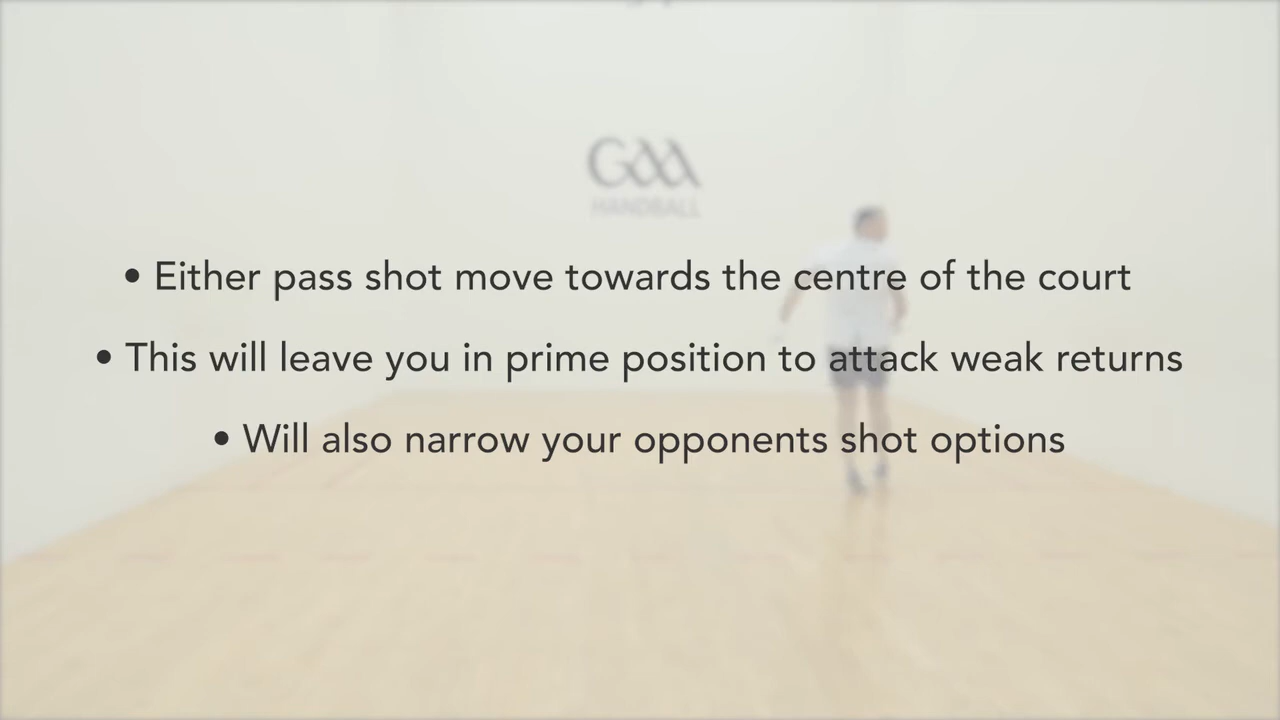 GAA
HANDBALL
• Either pass shot move towards the centre of the court
• This will leave you in prime position to attack weak returns
• Will also narrow your opponents shot options